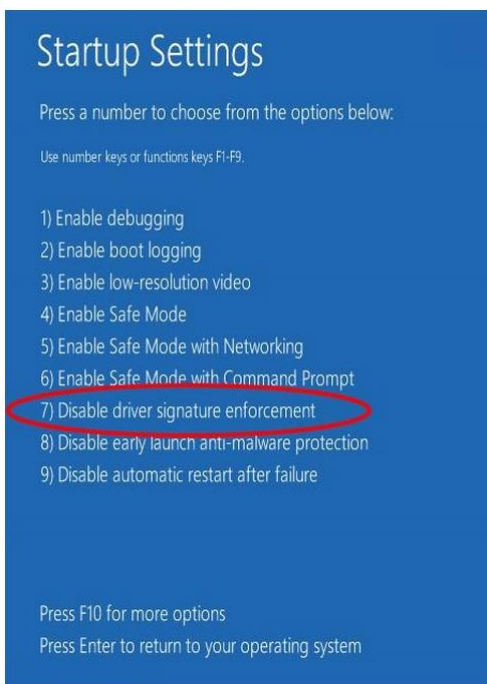 Startup Settings
Press a number to choose from the options below:
Use number keys or functions keys F1-F9.
1) Enable debugging
2) Enable boot logging
3) Enable low-resolution video
4) Enable Safe Mode
5) Enable Safe Mode with Networking
6) Enable Safe Mode with Command Prompt
7) Disable driver signature enforcement
8) Disable early launch anti-malware protection
9) Disable automatic restart after failure
Press F10 for more options
Press Enter to return to your operating system